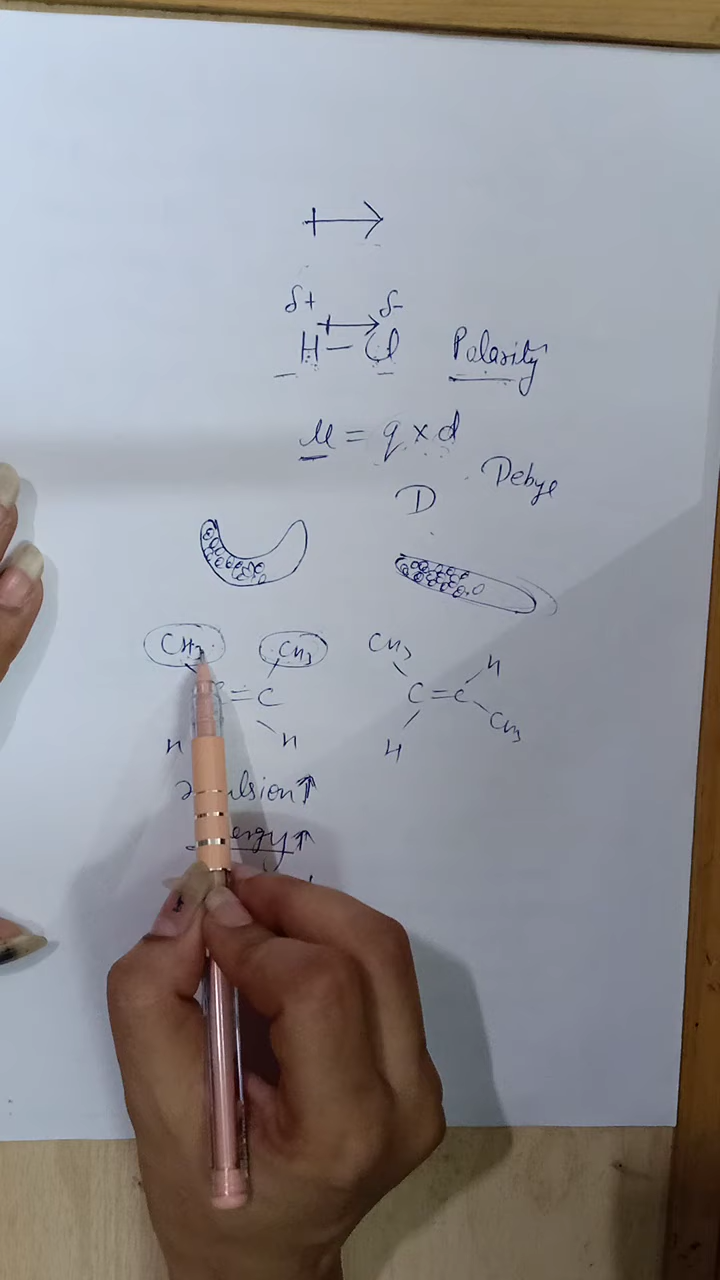 δ+ δ-
H — Cl Polarity
μ = q × d
D Debye
CH3 CH3 CH3 H
= C C = C
H H H CH3
↑
↑